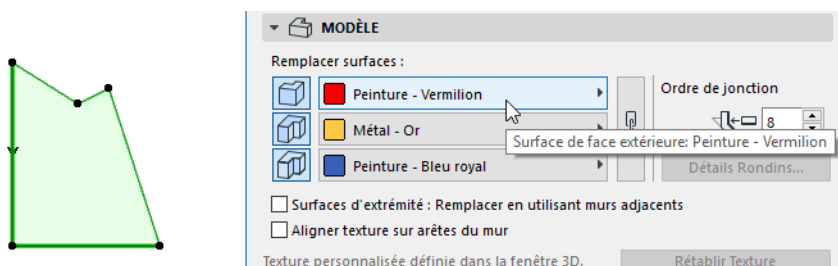 MODÈLE
Remplacer surfaces :
Peinture - Vermilion
Ordre de jonction
Métal - Or
8
Surface de face extérieure: Peinture - Vermilion
Peinture - Bleu royal
Détails Rondins...
Surfaces d'extrémité : Remplacer en utilisant murs adjacents
Aligner texture sur arêtes du mur
Texture personnalisée définie dans la fenêtre 3D.
Rétablir Texture